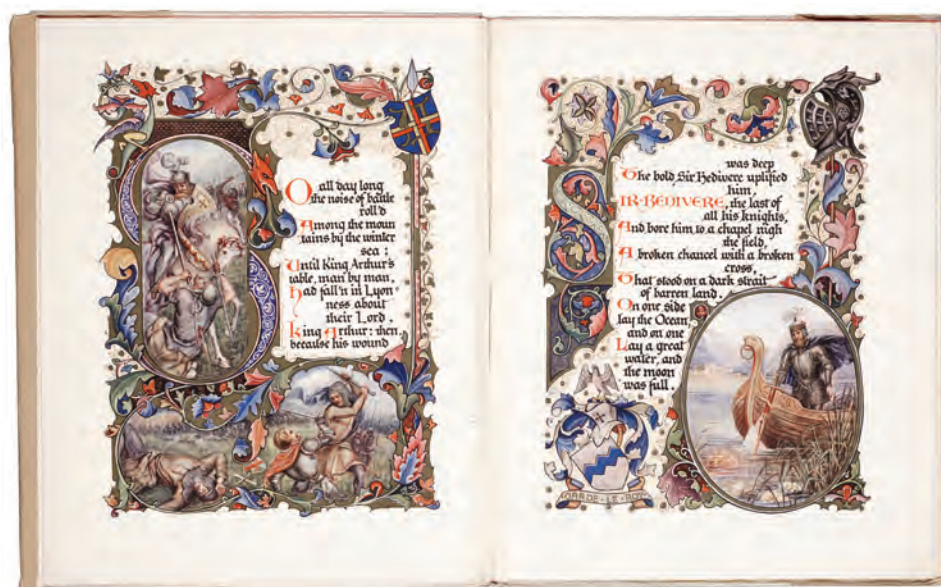 SO all day long
the noise of battle
roll'd
Among the moun
tains by the winter
sea:
Until King Arthur's
table, man by man,
had fall'n in Lyon-
ness about
their Lord.
King Arthur: then,
because his wound
was deep
The bold Sir Bedivere uplifted
him,
SIR·BEDIVERE, the last of
all his knights,
And bore him to a chapel nigh
the field,
A broken chancel with a broken
cross,
That stood on a dark strait
of barren land.
On one side
lay the Ocean,
and on one
Lay a great
water, and
the moon
was full.
GARDE·LE·ROY